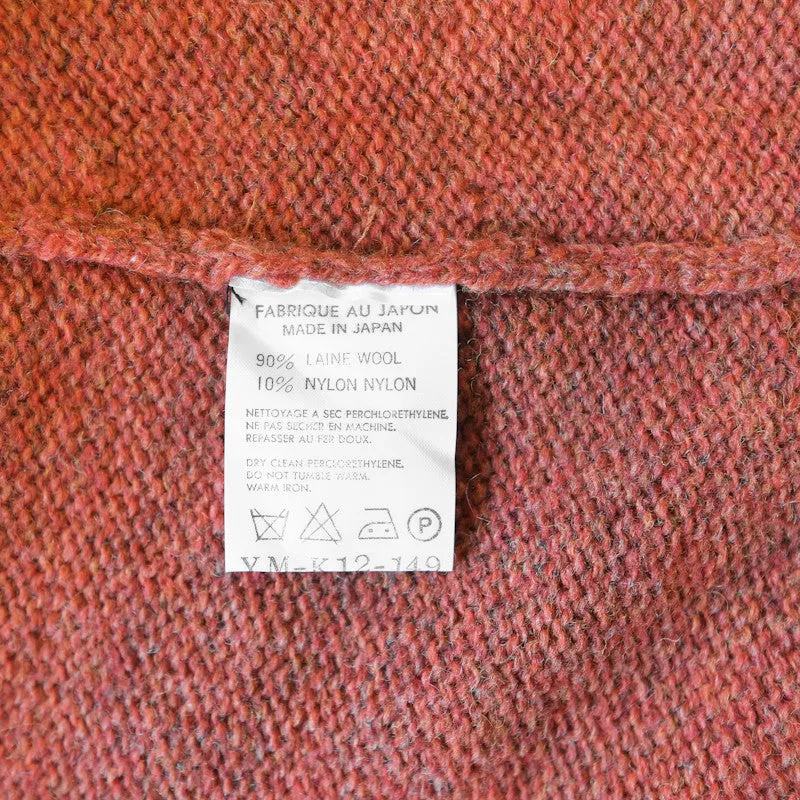 FABRIQUE AU JAPON
MADE IN JAPAN
90% LAINE WOOL
10% NYLON NYLON
NETTOYAGE A SEC PERCHLORETHYLENE.
NE PAS SECHER EN MACHINE.
REPASSER AU FER DOUX.
DRY CLEAN PERCLORETHYLENE.
DO NOT TUMBLE WARM.
WARM IRON.
P
YM-K12-149